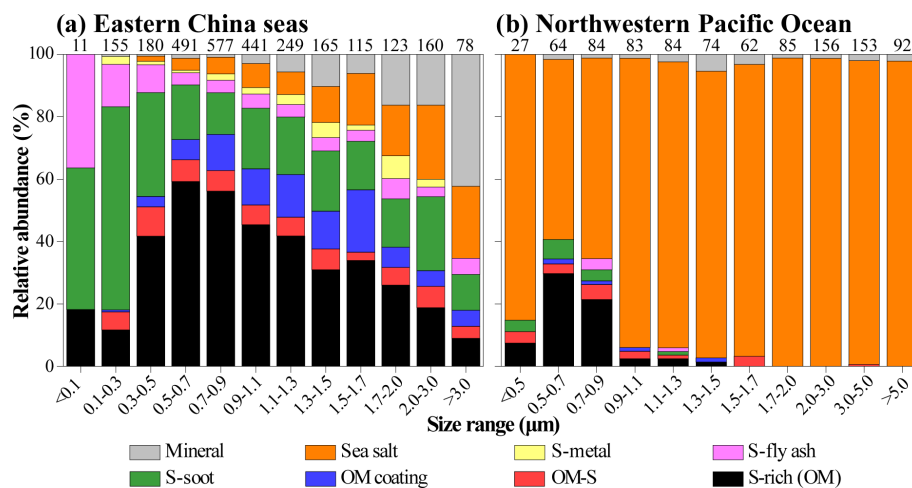 (a) Eastern China seas
(b) Northwestern Pacific Ocean
11 155 180 491 577 441 249 165 115 123 160 78
27 64 84 83 84 74 62 85 156 153 92
Relative abundance (%)
100
80
60
40
20
0
<0.1 0.1-0.3 0.3-0.5 0.5-0.7 0.7-0.9 0.9-1.1 1.1-1.3 1.3-1.5 1.5-1.7 1.7-2.0 2.0-3.0 >3.0
<0.5 0.5-0.7 0.7-0.9 0.9-1.1 1.1-1.3 1.3-1.5 1.5-1.7 1.7-2.0 2.0-3.0 3.0-5.0 >5.0
Size range (μm)
Mineral Sea salt S-metal S-fly ash
S-soot OM coating OM-S S-rich (OM)